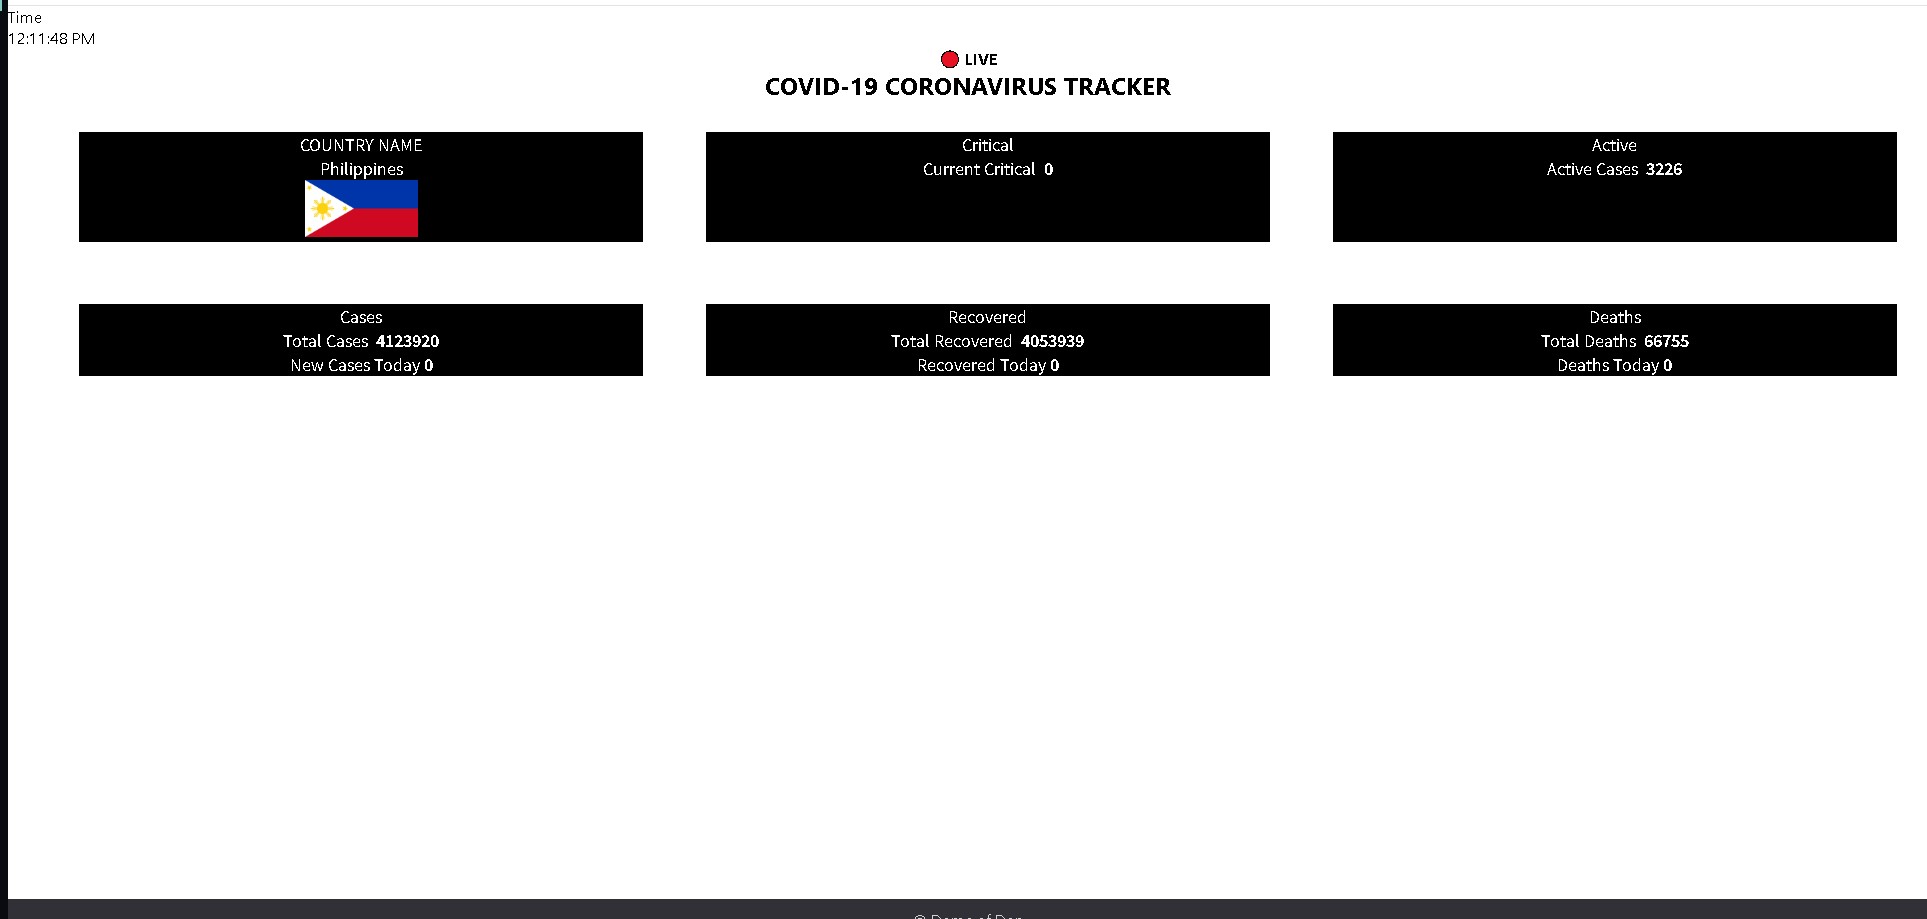 Time
12:11:48 PM
LIVE
COVID-19 CORONAVIRUS TRACKER
COUNTRY NAME
Philippines
Critical
Current Critical 0
Active
Active Cases 3226
Cases
Total Cases 4123920
New Cases Today 0
Recovered
Total Recovered 4053939
Recovered Today 0
Deaths
Total Deaths 66755
Deaths Today 0